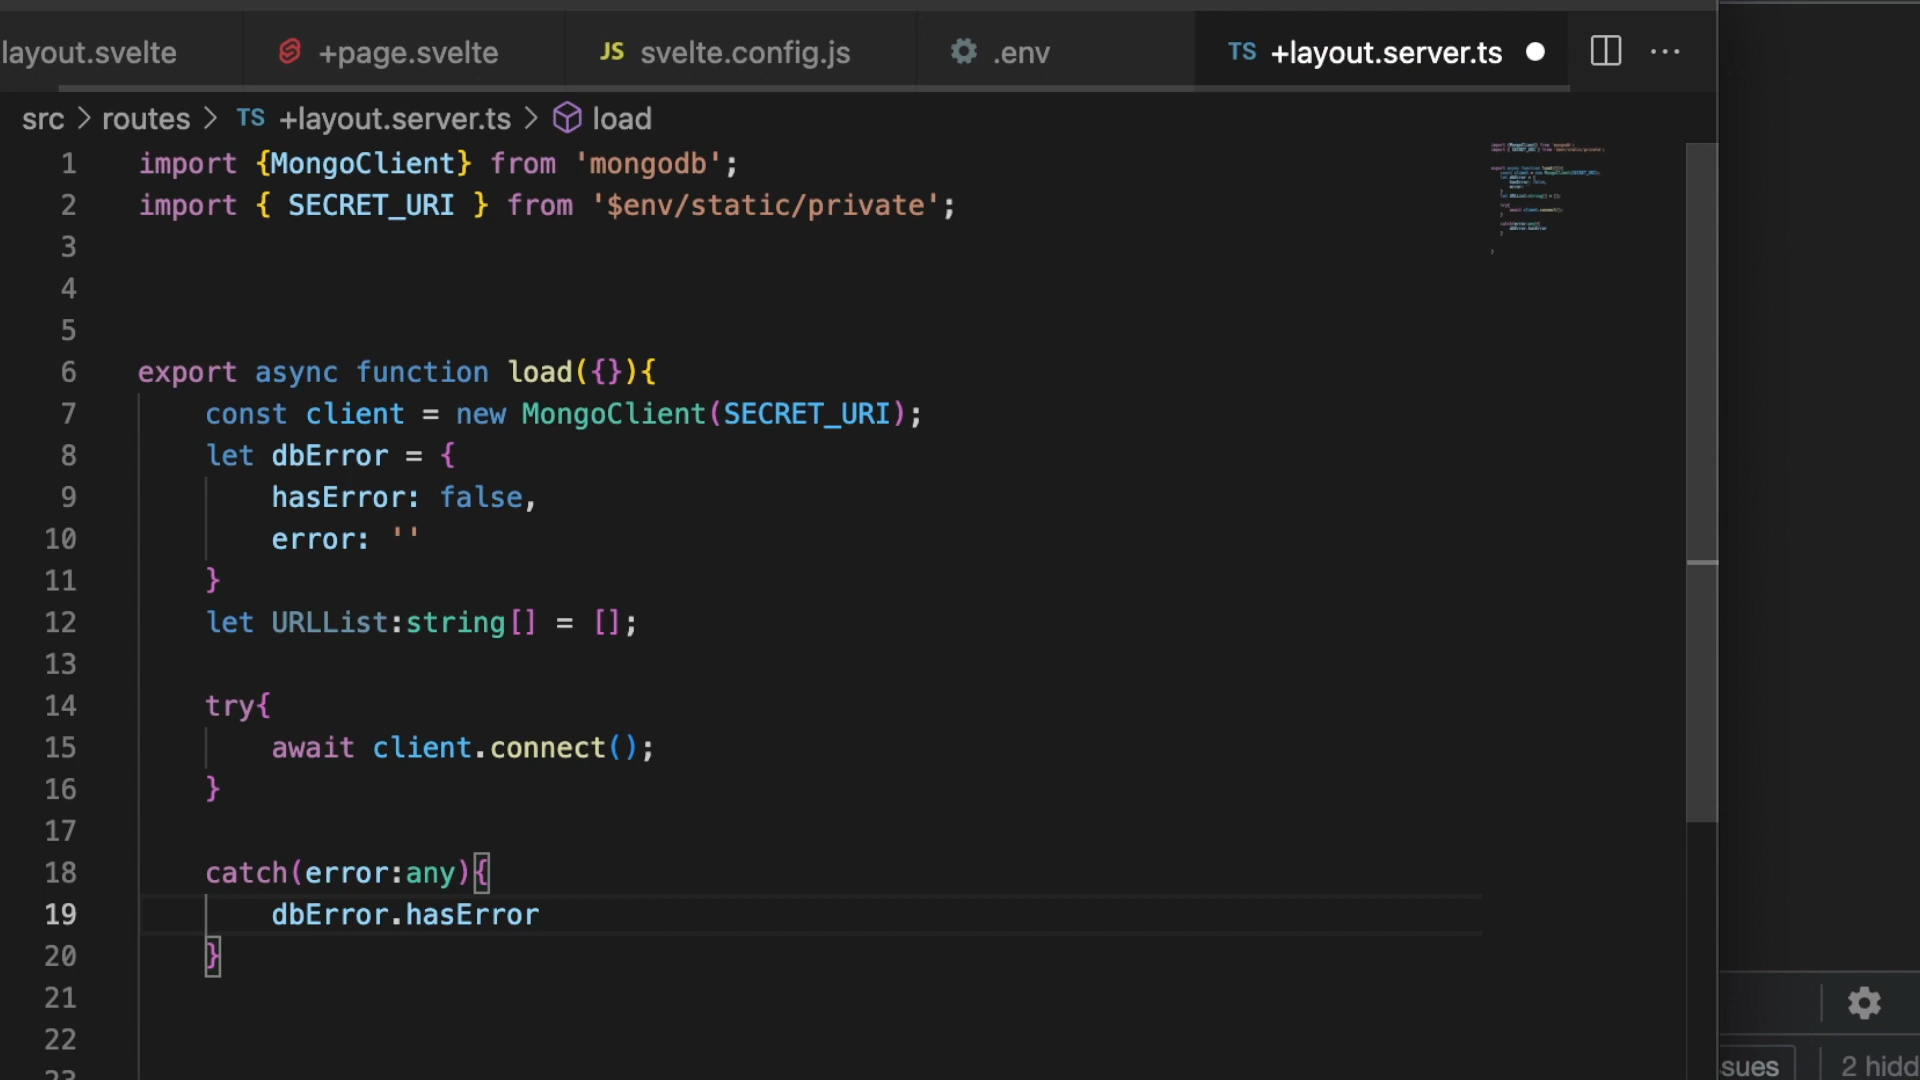 layout.svelte +page.svelte JS svelte.config.js .env TS +layout.server.ts
src > routes > TS +layout.server.ts > load
1 import {MongoClient} from 'mongodb';
2 import { SECRET_URI } from '$env/static/private';
3
4
5
6 export async function load({}){
7 const client = new MongoClient(SECRET_URI);
8 let dbError = {
9 hasError: false,
10 error: ''
11 }
12 let URLList:string[] = [];
13
14 try{
15 await client.connect();
16 }
17
18 catch(error:any){
19 dbError.hasError
20 }
21
22
23
sues 2 hidd